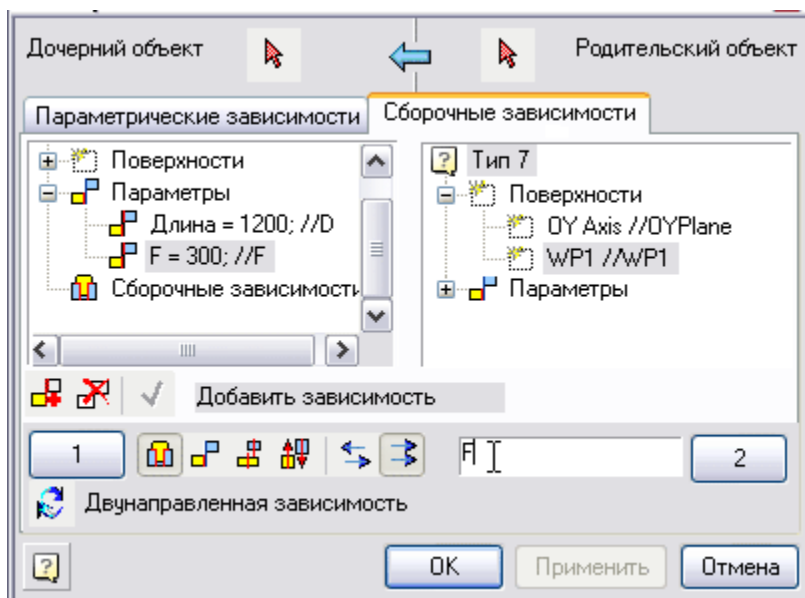 Дочерний объект
Родительский объект
Параметрические зависимости
Сборочные зависимости
Поверхности
Параметры
Длина = 1200; //D
F = 300; //F
Сборочные зависимости
Тип 7
Поверхности
OY Axis //OYPlane
WP1 //WP1
Параметры
Добавить зависимость
1
F
2
Двунаправленная зависимость
OK
Применить
Отмена